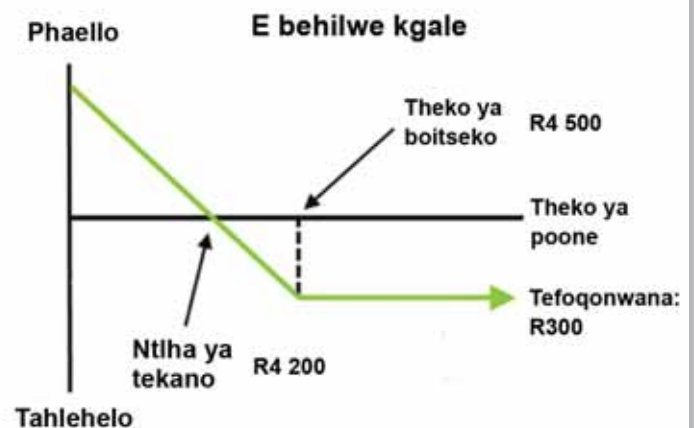 E behilwe kgale
Phaello
Theko ya
boitseko
R4 500
Theko ya
poone
Tefoqonwana:
R300
Ntlha ya
tekano
R4 200
Tahlehelo